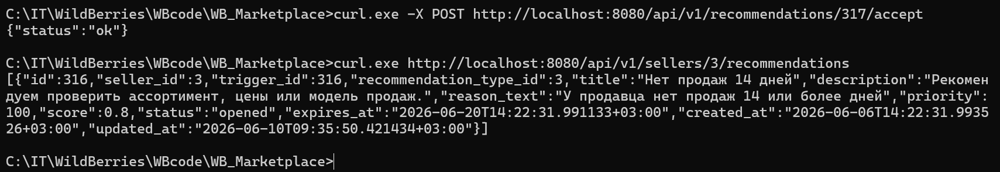 C:\IT\WildBerries\WBcode\WB_Marketplace>curl.exe -X POST http://localhost:8080/api/v1/recommendations/317/accept
{"status":"ok"}
C:\IT\WildBerries\WBcode\WB_Marketplace>curl.exe http://localhost:8080/api/v1/sellers/3/recommendations
[{"id":316,"seller_id":3,"trigger_id":316,"recommendation_type_id":3,"title":"Нет продаж 14 дней","description":"Рекомен
дуем проверить ассортимент, цены или модель продаж.","reason_text":"У продавца нет продаж 14 или более дней","priority":
100,"score":0.8,"status":"opened","expires_at":"2026-06-20T14:22:31.991133+03:00","created_at":"2026-06-06T14:22:31.9935
26+03:00","updated_at":"2026-06-10T09:35:50.421434+03:00"}]
C:\IT\WildBerries\WBcode\WB_Marketplace>